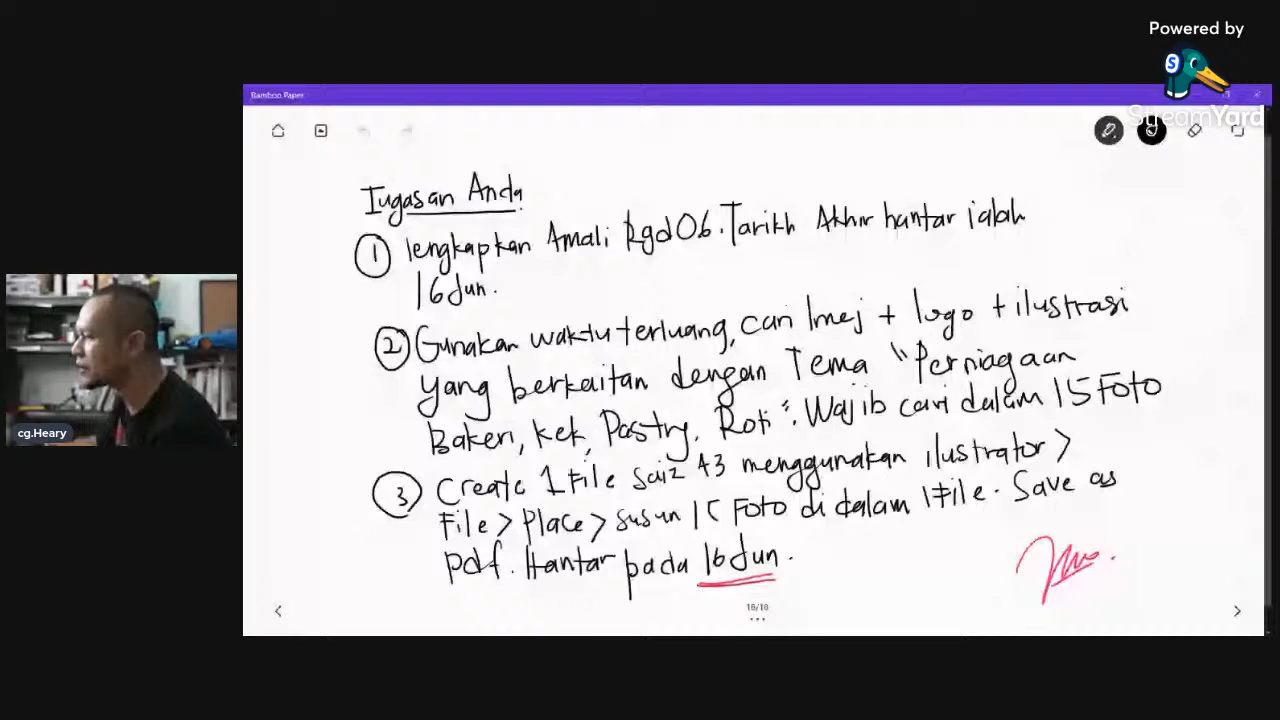 Powered by
StreamYard
Bamboo Paper
Tugasan Anda
1 lengkapkan Amali Rgd06. Tarikh Akhir hantar ialah
16 Jun.
2 Gunakan waktu terluang, cari Imej + logo + ilustrasi
yang berkaitan dengan Tema "Perniagaan
Bakeri, kek, Pastry, Roti". Wajib cari dalam 15 Foto
3 Create 1 File saiz A3 menggunakan ilustrator >
File > Place > susun 15 Foto di dalam 1 File. Save as
pdf. Hantar pada 16 Jun.
cg.Heary
18/18